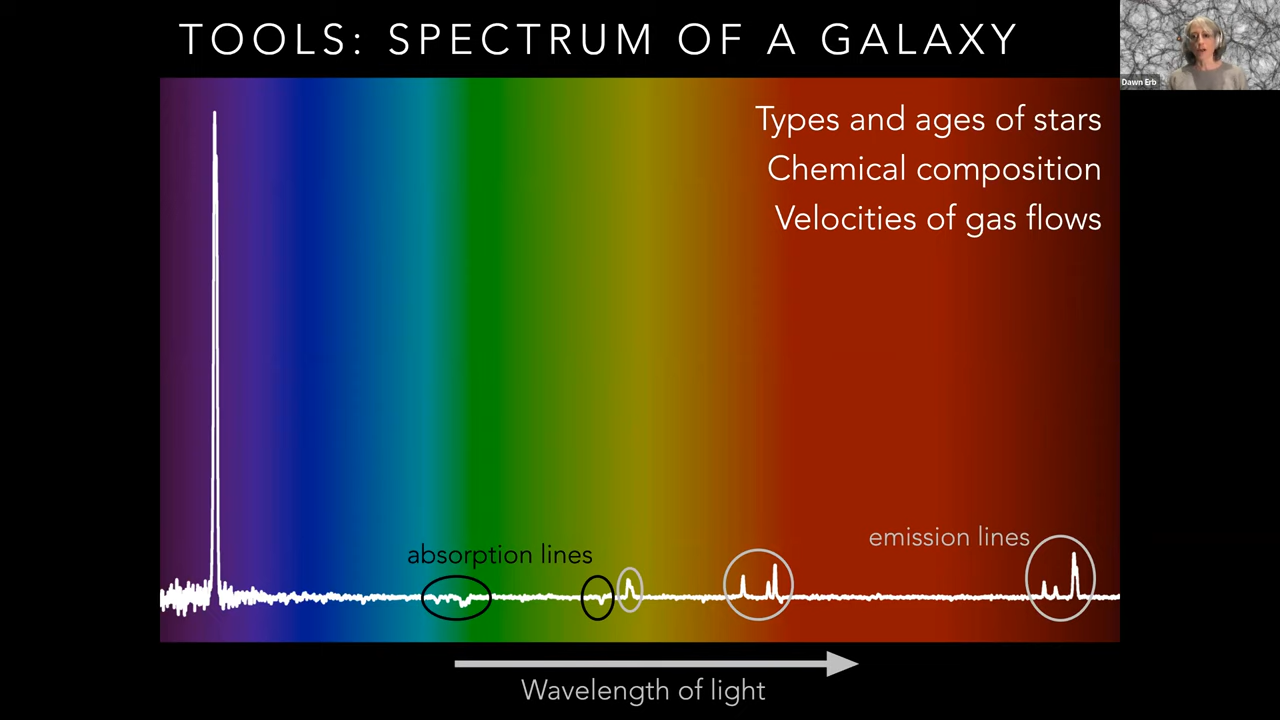 TOOLS: SPECTRUM OF A GALAXY
Dawn Erb
Types and ages of stars
Chemical composition
Velocities of gas flows
absorption lines
emission lines
Wavelength of light